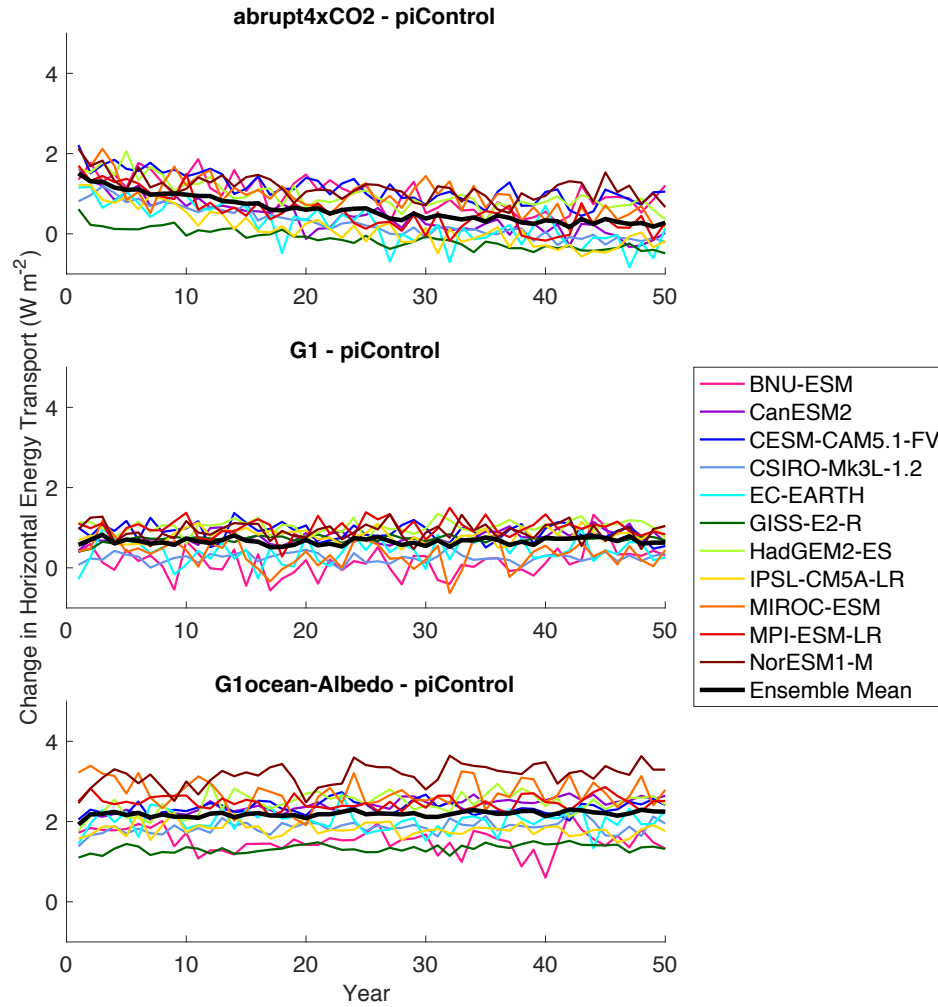 abrupt4xCO2 - piControl
4
2
0
0 10 20 30 40 50
G1 - piControl
4
2
0
0 10 20 30 40 50
G1ocean-Albedo - piControl
4
2
0
0 10 20 30 40 50
Year
Change in Horizontal Energy Transport (W m⁻²)
BNU-ESM
CanESM2
CESM-CAM5.1-FV
CSIRO-Mk3L-1.2
EC-EARTH
GISS-E2-R
HadGEM2-ES
IPSL-CM5A-LR
MIROC-ESM
MPI-ESM-LR
NorESM1-M
Ensemble Mean